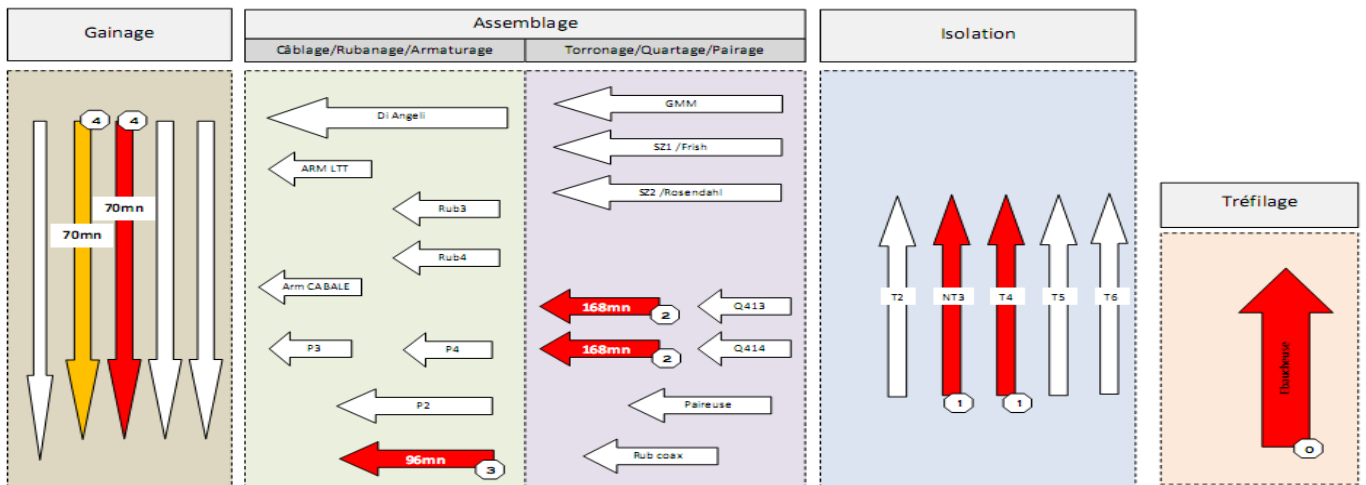 Gainage
Assemblage
Câblage/Rubanage/Armaturage
Torronage/Quartage/Pairage
Isolation
Tréfilage
4
4
70mn
70mn
Di Angeli
ARM LTT
Rub3
Rub4
Arm CABALE
P3
P4
P2
96mn
3
GMM
SZ1 /Frish
SZ2 /Rosendahl
168mn
2
Q413
168mn
2
Q414
Paireuse
Rub coax
T2
NT3
T4
T5
T6
1
1
Ebaucheuse
0